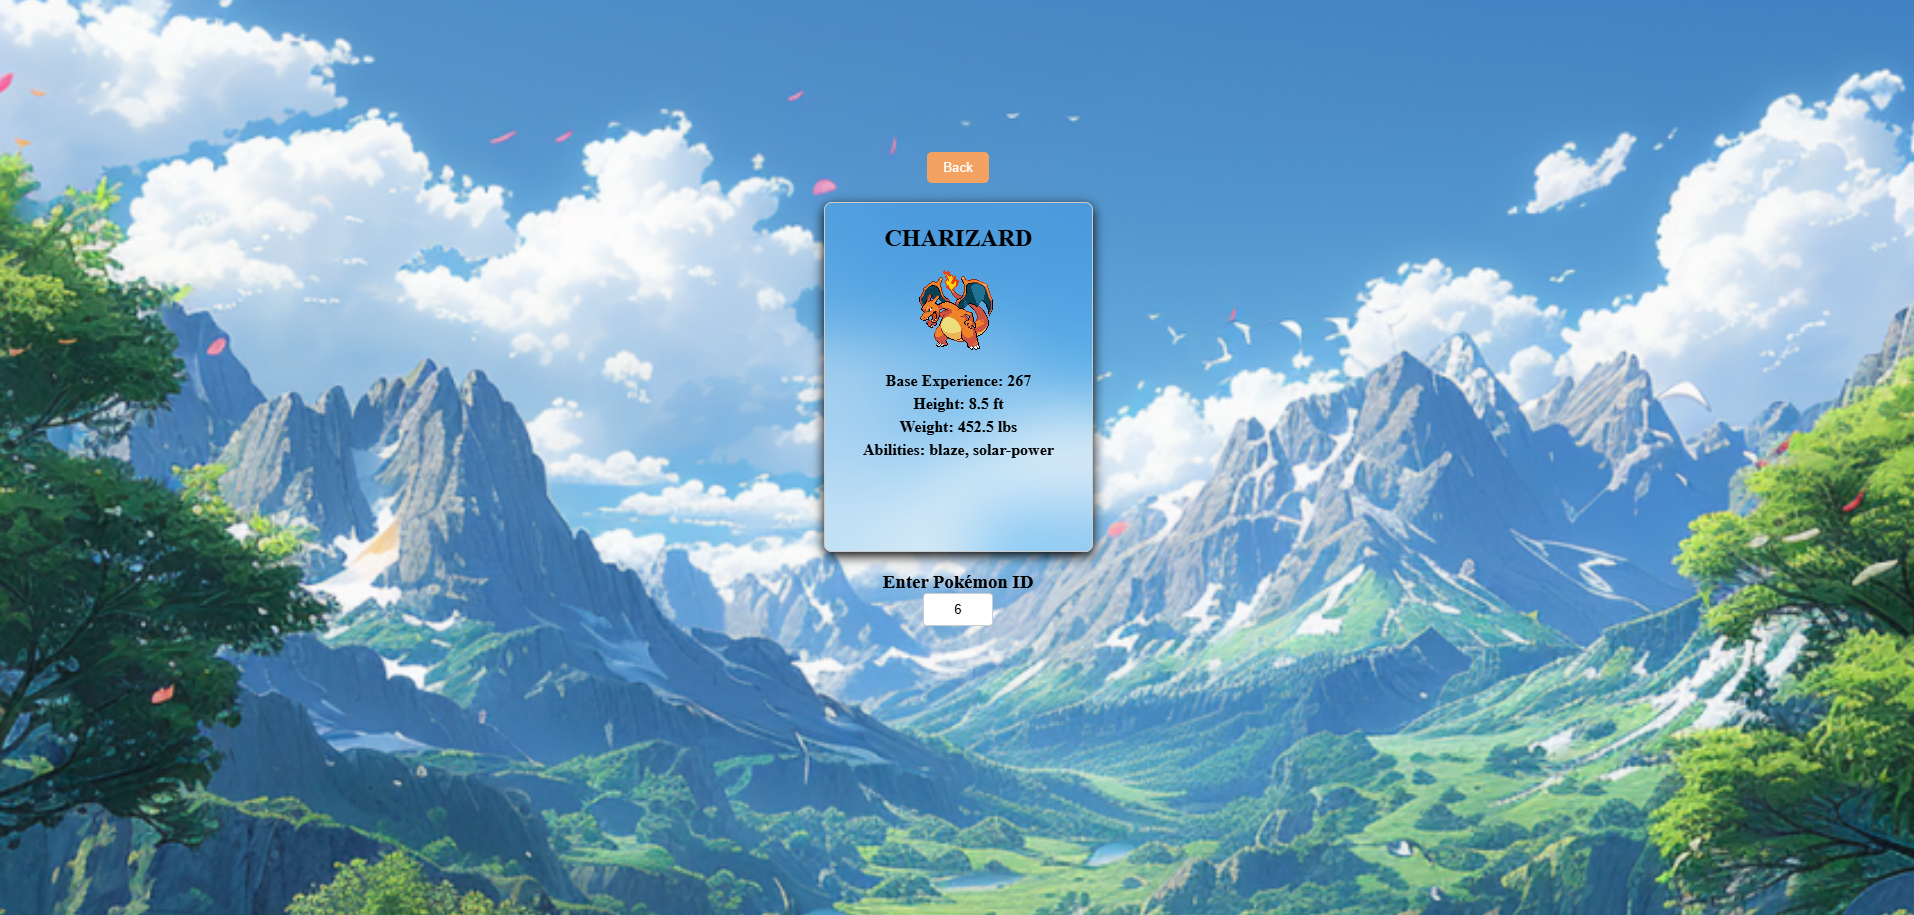 Back
CHARIZARD
Base Experience: 267
Height: 8.5 ft
Weight: 452.5 lbs
Abilities: blaze, solar-power
Enter Pokémon ID
6